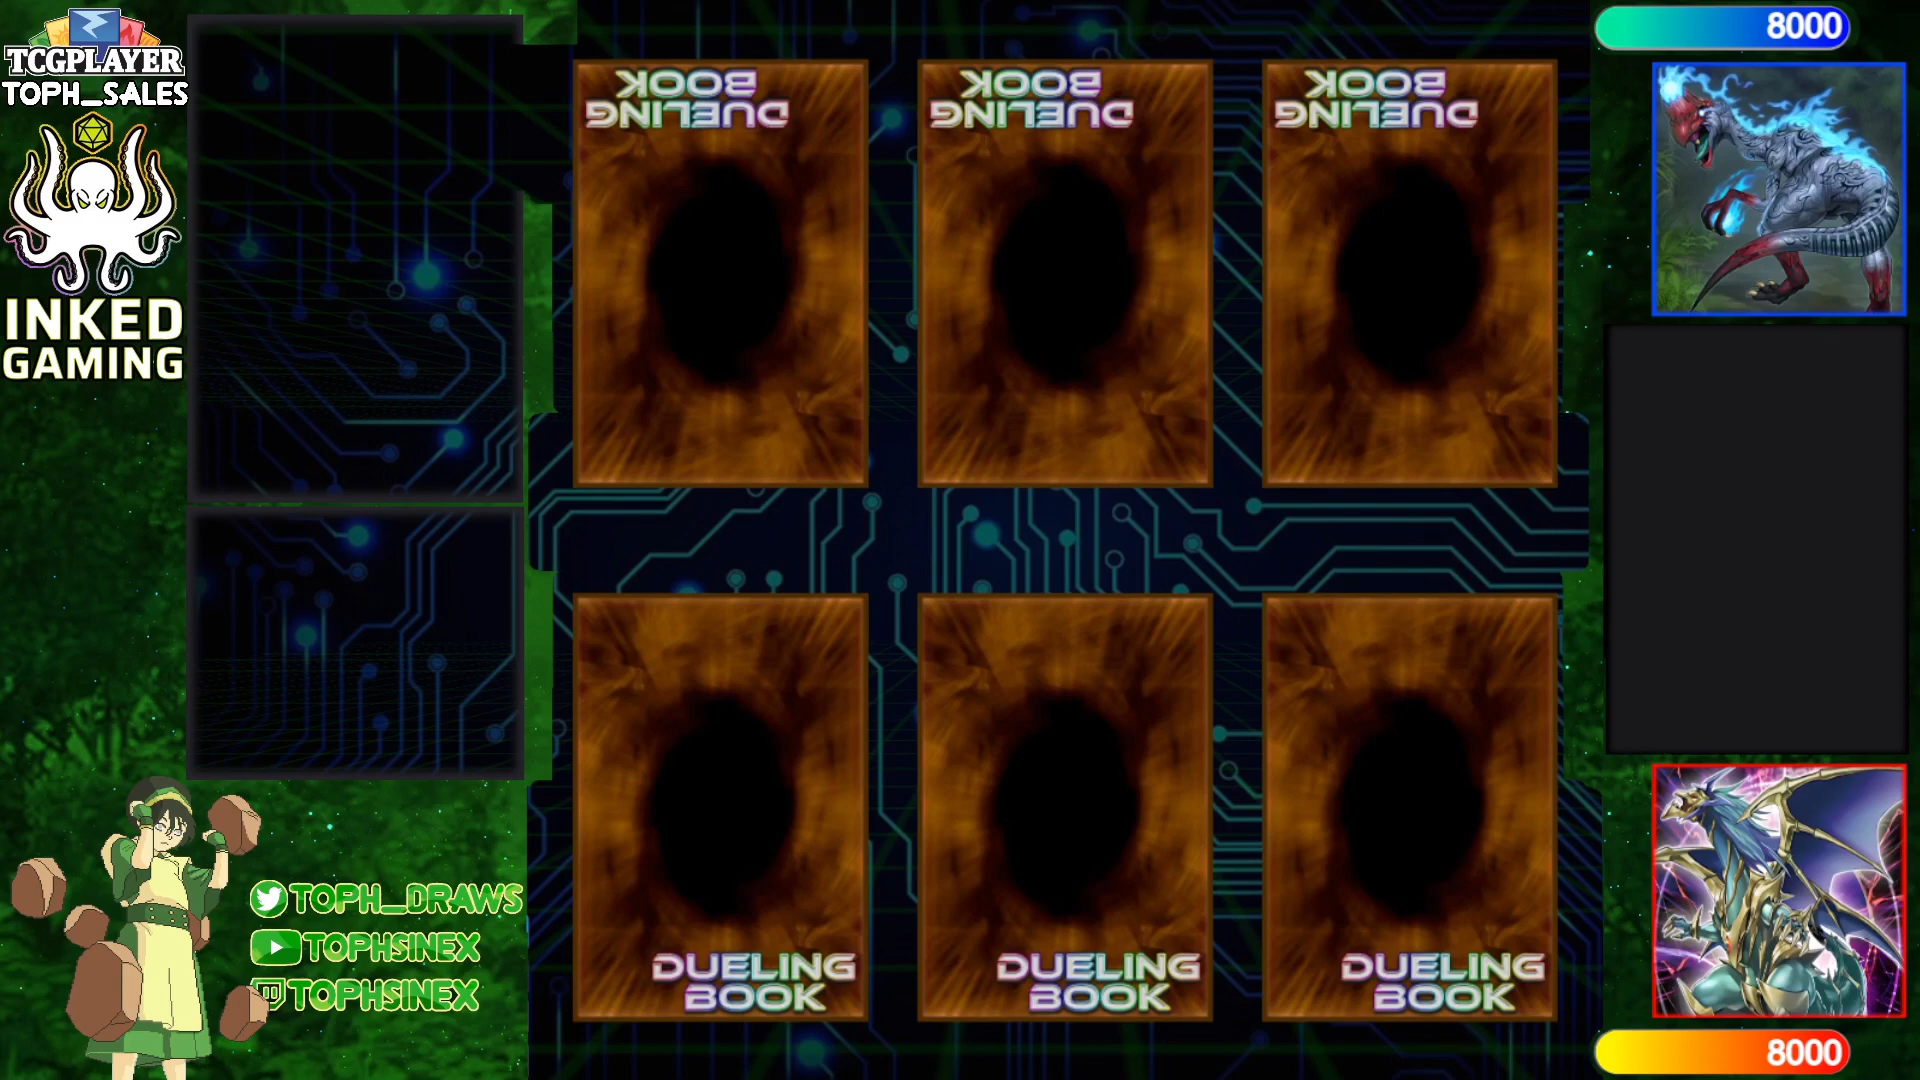 TCGPLAYER
TOPH_SALES
INKED
GAMING
DUELING
BOOK
DUELING
BOOK
DUELING
BOOK
8000
DUELING
BOOK
DUELING
BOOK
DUELING
BOOK
TOPH_DRAWS
TOPHSINEX
TOPHSINEX
8000